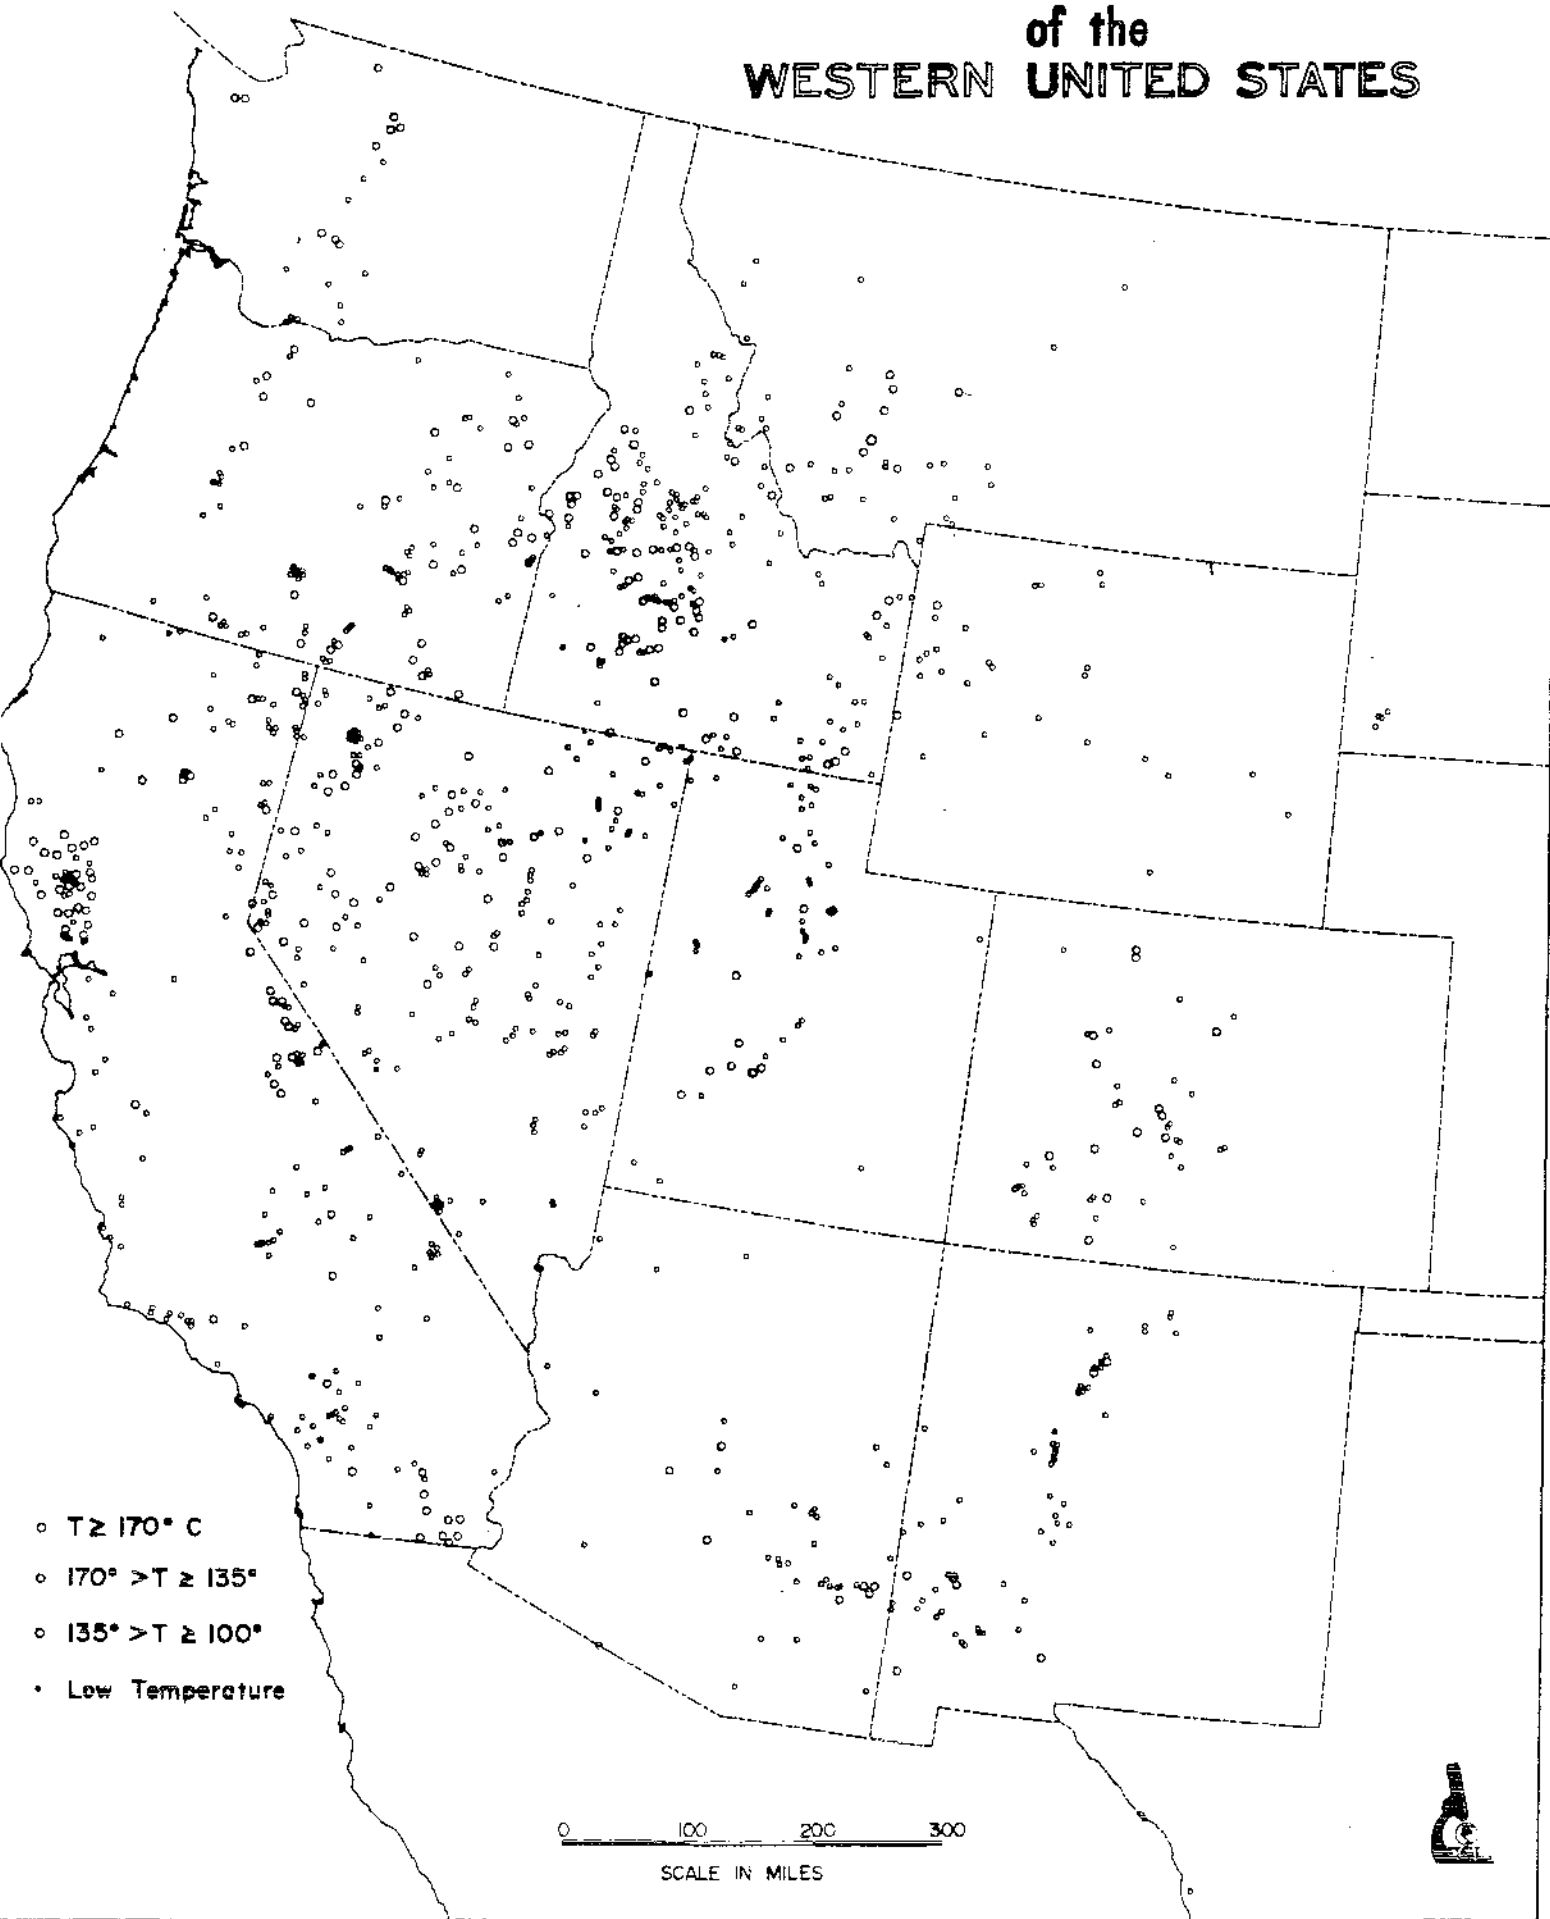 of the
WESTERN UNITED STATES
T ≥ 170° C
170° > T ≥ 135°
135° > T ≥ 100°
Low Temperature
0 100 200 300
SCALE IN MILES